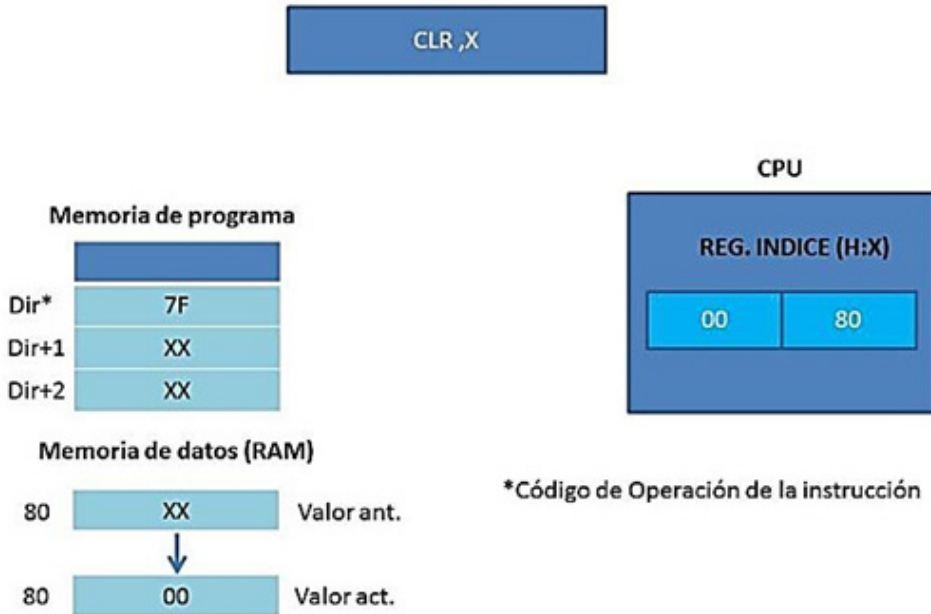 CLR ,X
CPU
Memoria de programa
REG. INDICE (H:X)
Dir* 7F
00 80
Dir+1 XX
Dir+2 XX
Memoria de datos (RAM)
*Código de Operación de la instrucción
80 XX Valor ant.
80 00 Valor act.